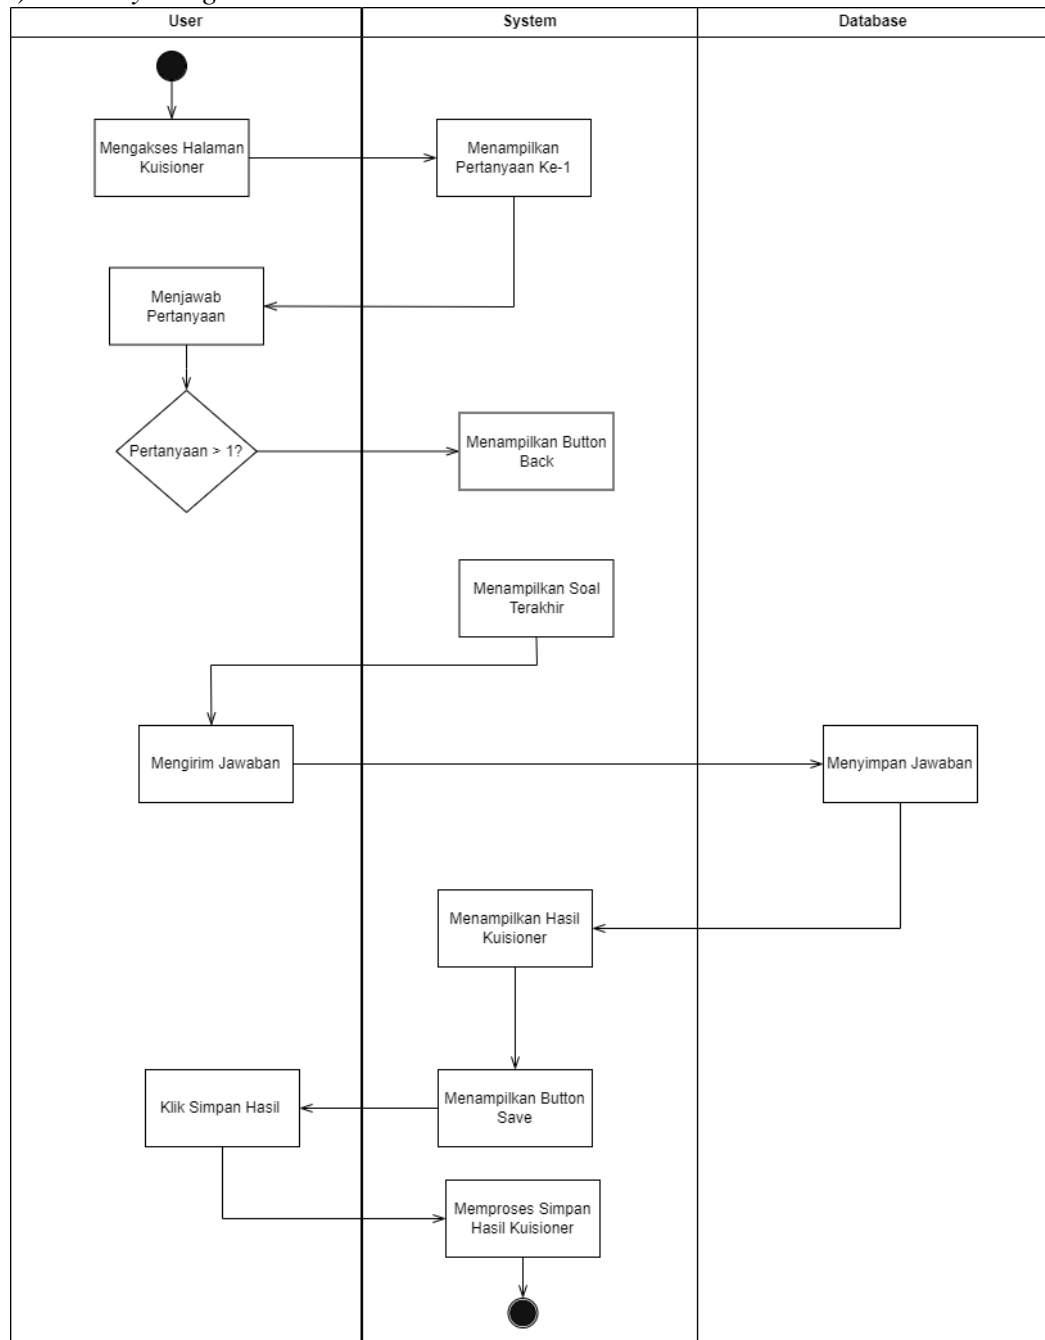 User
System
Database
Mengakses Halaman
Kuisioner
Menampilkan
Pertanyaan Ke-1
Menjawab
Pertanyaan
Pertanyaan > 1?
Menampilkan Button
Back
Menampilkan Soal
Terakhir
Mengirim Jawaban
Menyimpan Jawaban
Menampilkan Hasil
Kuisioner
Klik Simpan Hasil
Menampilkan Button
Save
Memproses Simpan
Hasil Kuisioner